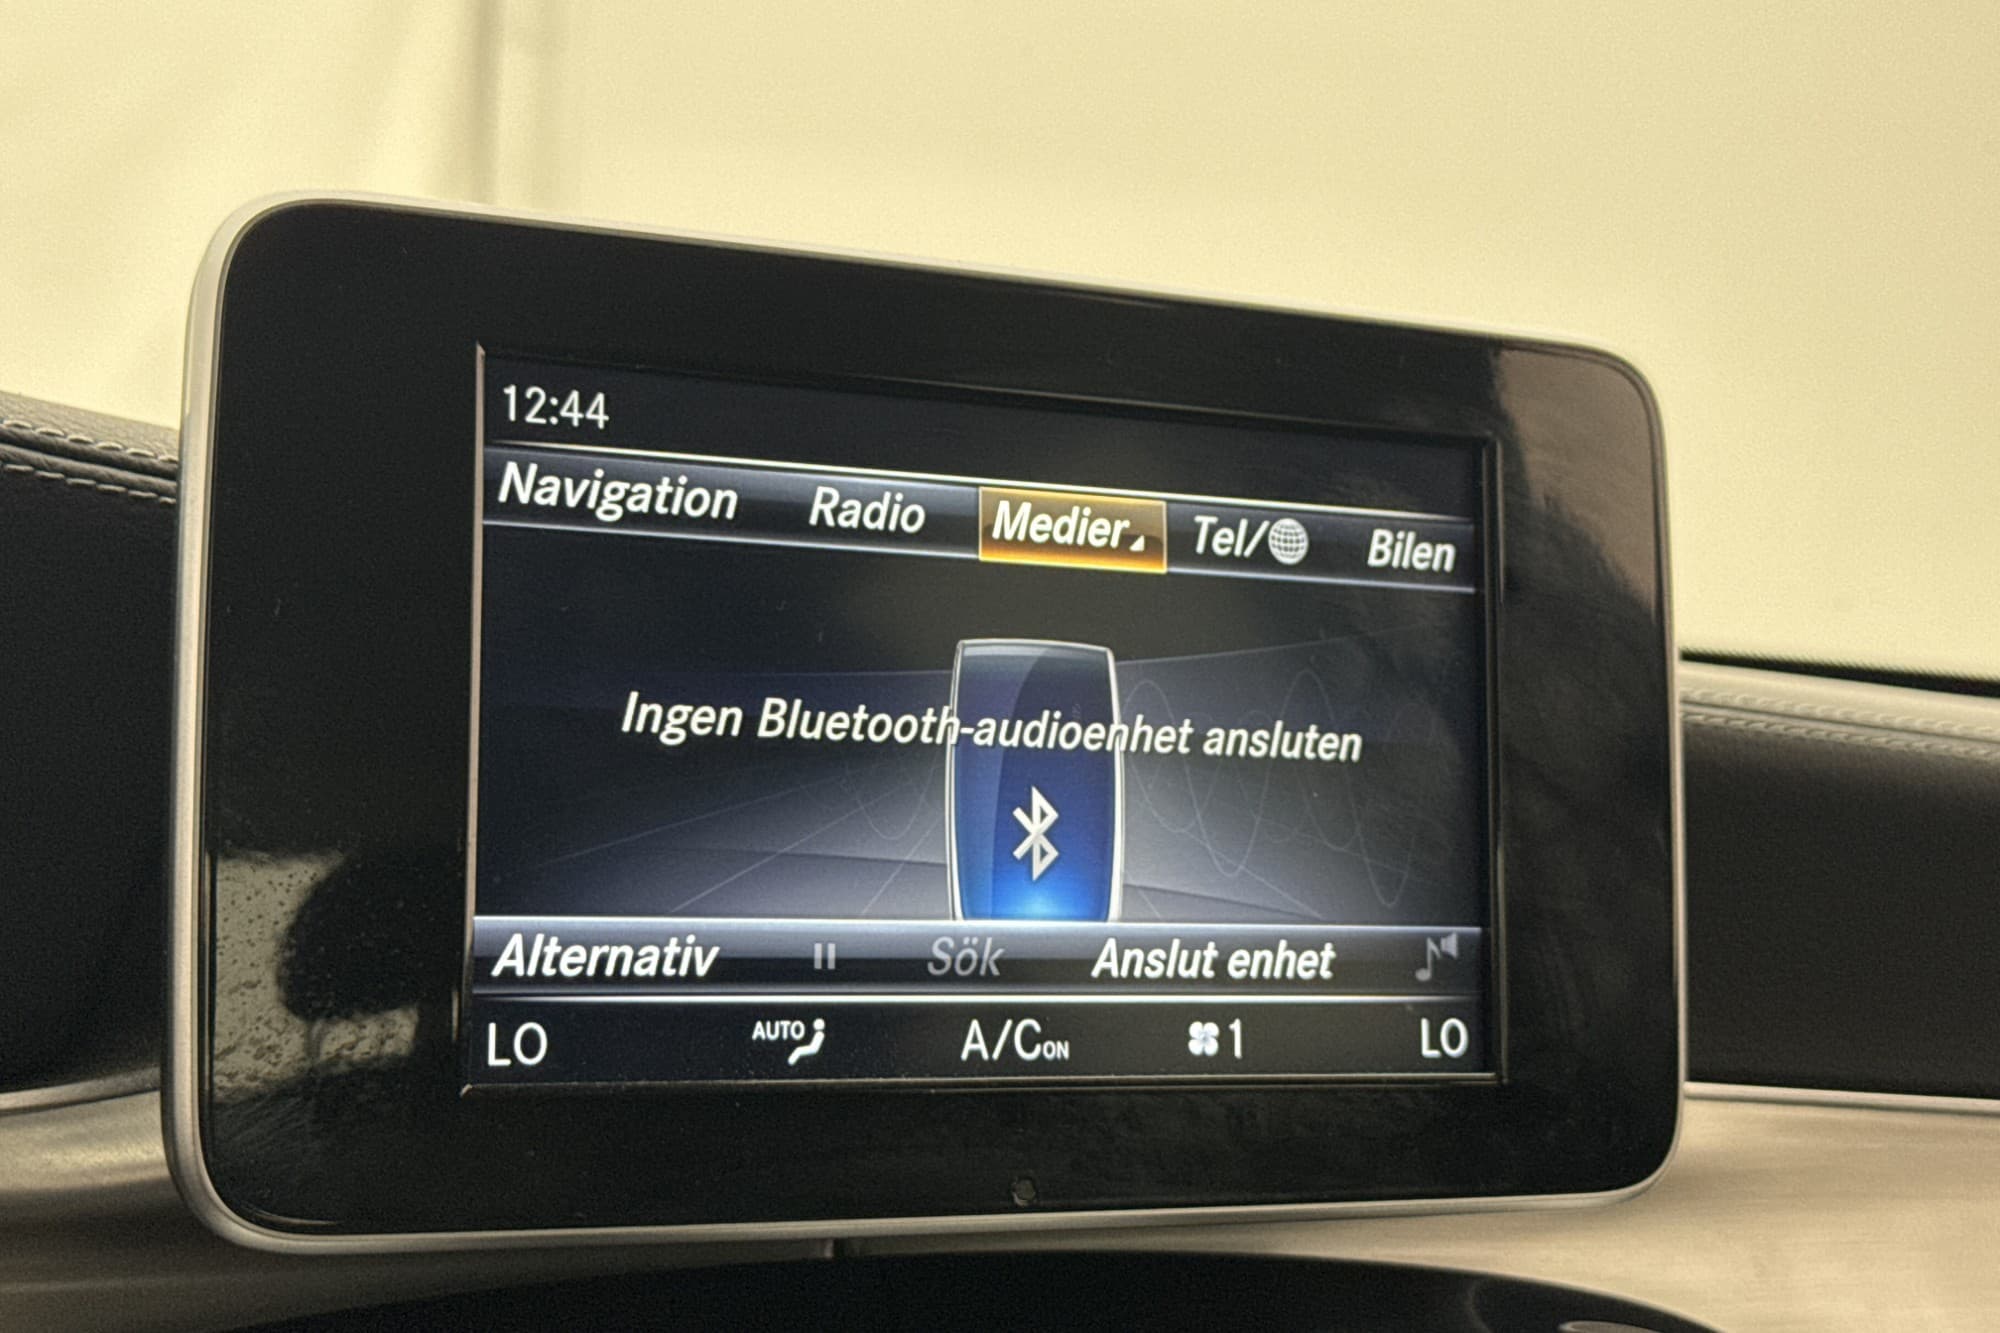 12:44
Navigation Radio Medier Tel/ Bilen
Ingen Bluetooth-audioenhet ansluten
Alternativ Sök Anslut enhet
LO AUTO A/C ON 1 LO